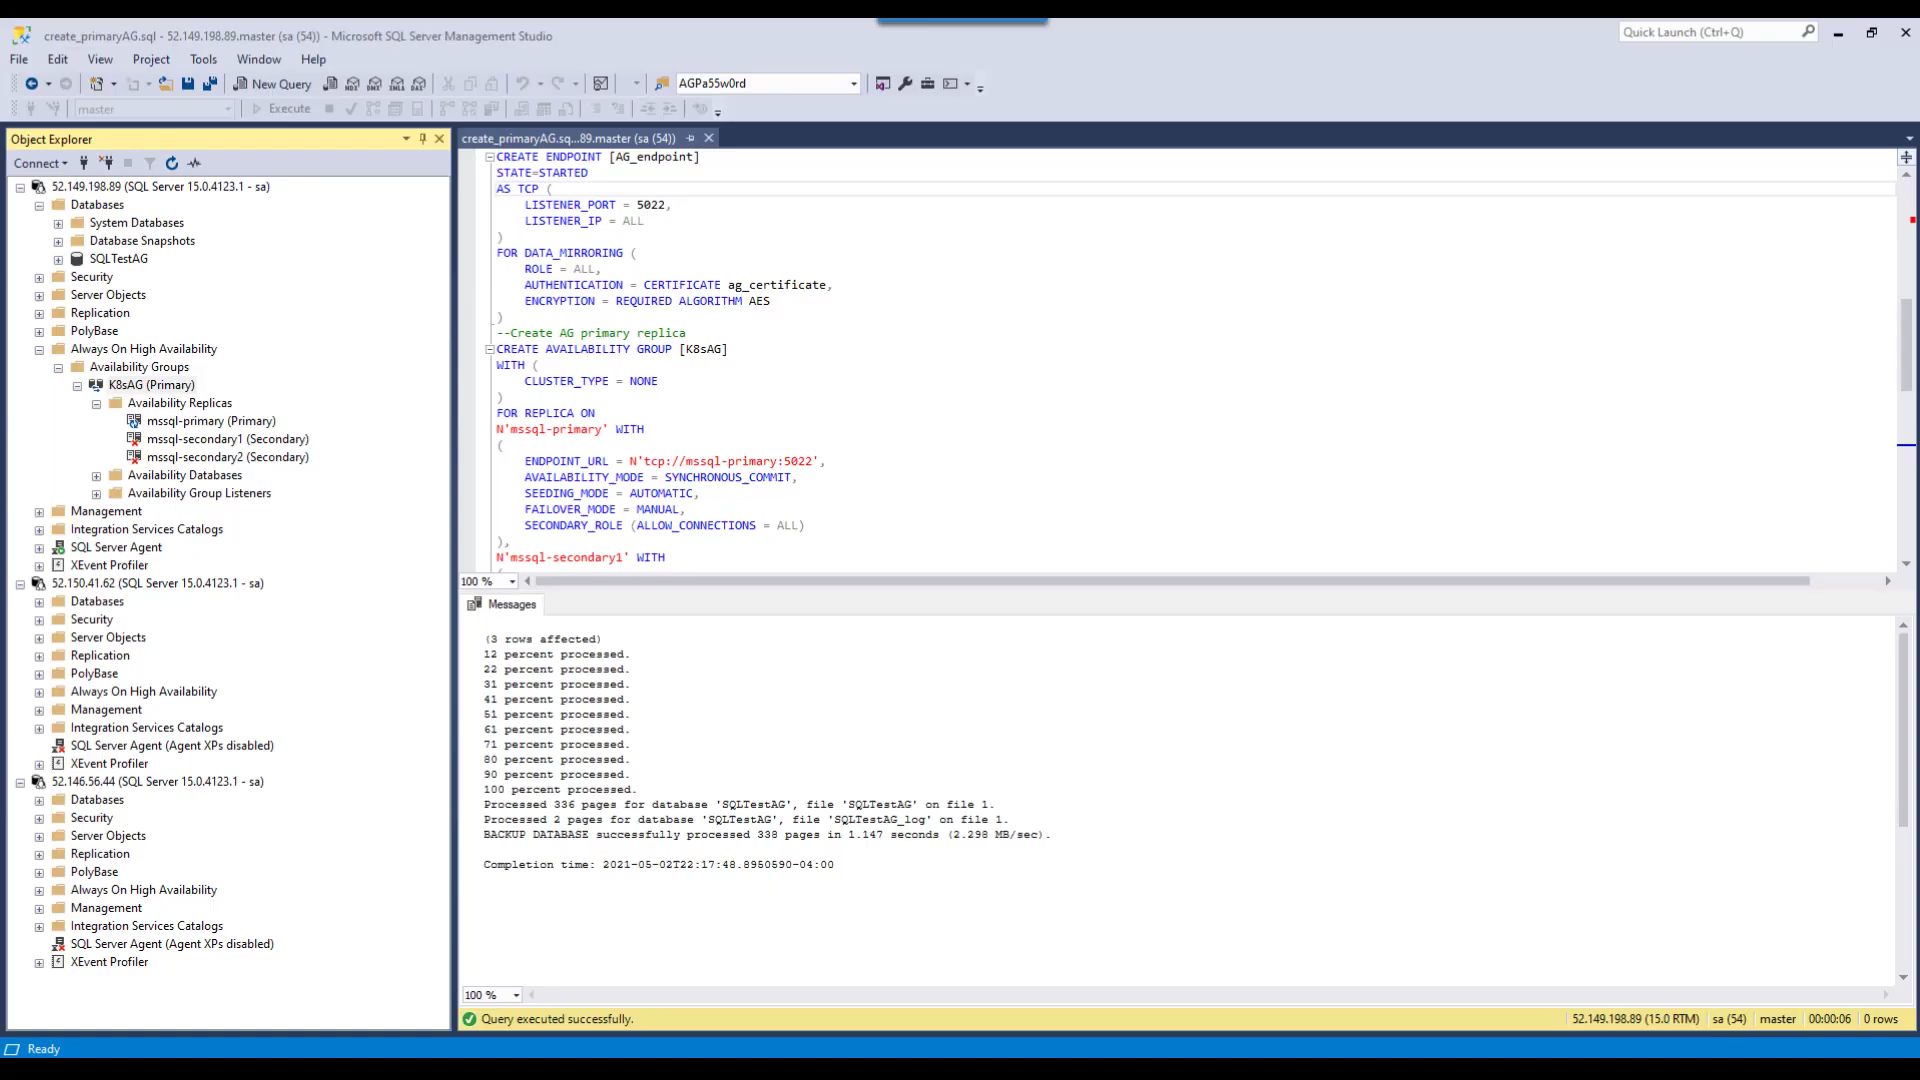 create_primaryAG.sql - 52.149.198.89.master (sa (54)) - Microsoft SQL Server Management Studio
Quick Launch (Ctrl+Q)
File Edit View Project Tools Window Help
New Query
AGPa55w0rd
master
Execute
Object Explorer
Connect
52.149.198.89 (SQL Server 15.0.4123.1 - sa)
Databases
System Databases
Database Snapshots
SQLTestAG
Security
Server Objects
Replication
PolyBase
Always On High Availability
Availability Groups
K8sAG (Primary)
Availability Replicas
mssql-primary (Primary)
mssql-secondary1 (Secondary)
mssql-secondary2 (Secondary)
Availability Databases
Availability Group Listeners
Management
Integration Services Catalogs
SQL Server Agent
XEvent Profiler
52.150.41.62 (SQL Server 15.0.4123.1 - sa)
Databases
Security
Server Objects
Replication
PolyBase
Always On High Availability
Management
Integration Services Catalogs
SQL Server Agent (Agent XPs disabled)
XEvent Profiler
52.146.56.44 (SQL Server 15.0.4123.1 - sa)
Databases
Security
Server Objects
Replication
PolyBase
Always On High Availability
Management
Integration Services Catalogs
SQL Server Agent (Agent XPs disabled)
XEvent Profiler
create_primaryAG.sq...89.master (sa (54))
CREATE ENDPOINT [AG_endpoint]
STATE=STARTED
AS TCP (
LISTENER_PORT = 5022,
LISTENER_IP = ALL
)
FOR DATA_MIRRORING (
ROLE = ALL,
AUTHENTICATION = CERTIFICATE ag_certificate,
ENCRYPTION = REQUIRED ALGORITHM AES
)
--Create AG primary replica
CREATE AVAILABILITY GROUP [K8sAG]
WITH (
CLUSTER_TYPE = NONE
)
FOR REPLICA ON
N'mssql-primary' WITH
(
ENDPOINT_URL = N'tcp://mssql-primary:5022',
AVAILABILITY_MODE = SYNCHRONOUS_COMMIT,
SEEDING_MODE = AUTOMATIC,
FAILOVER_MODE = MANUAL,
SECONDARY_ROLE (ALLOW_CONNECTIONS = ALL)
),
N'mssql-secondary1' WITH
100 %
Messages
(3 rows affected)
12 percent processed.
22 percent processed.
31 percent processed.
41 percent processed.
51 percent processed.
61 percent processed.
71 percent processed.
80 percent processed.
90 percent processed.
100 percent processed.
Processed 336 pages for database 'SQLTestAG', file 'SQLTestAG' on file 1.
Processed 2 pages for database 'SQLTestAG', file 'SQLTestAG_log' on file 1.
BACKUP DATABASE successfully processed 338 pages in 1.147 seconds (2.298 MB/sec).
Completion time: 2021-05-02T22:17:48.8950590-04:00
100 %
Query executed successfully. 52.149.198.89 (15.0 RTM) sa (54) master 00:00:06 0 rows
Ready